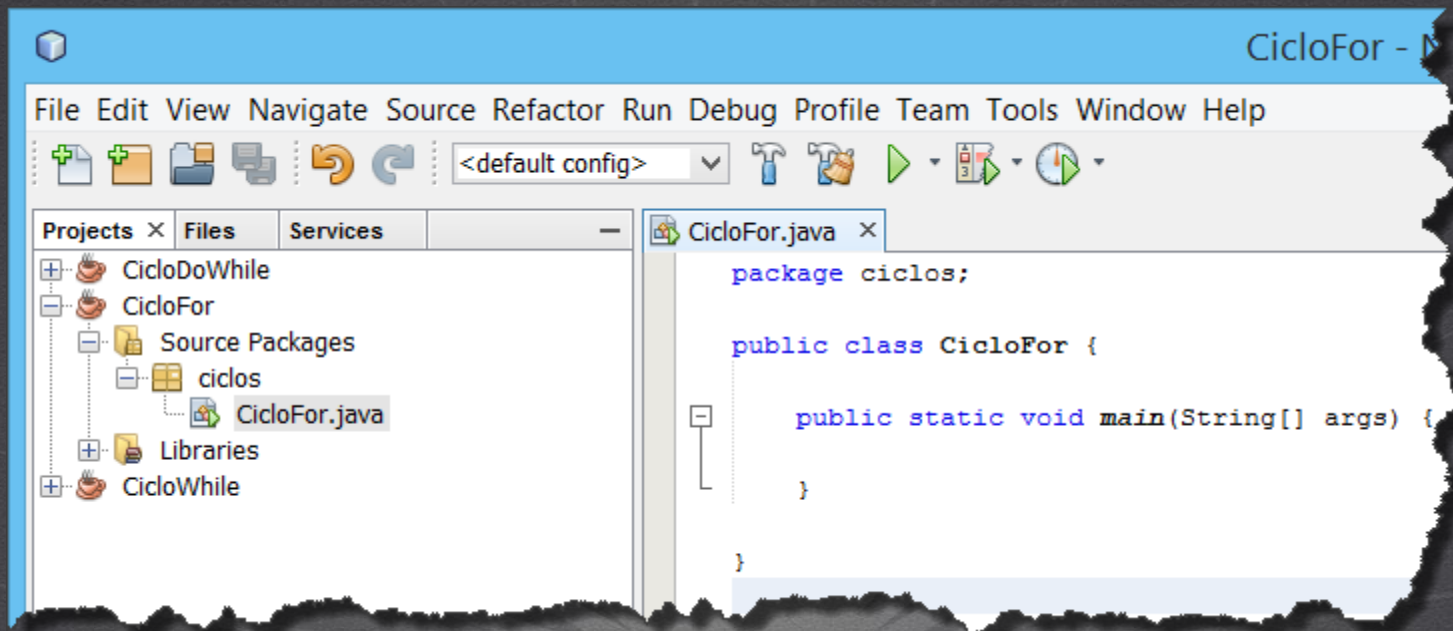 CicloFor -
File Edit View Navigate Source Refactor Run Debug Profile Team Tools Window Help
<default config>
Projects Files Services
CicloDoWhile
CicloFor
Source Packages
ciclos
CicloFor.java
Libraries
CicloWhile
CicloFor.java
package ciclos;
public class CicloFor {
public static void main(String[] args) {
}
}